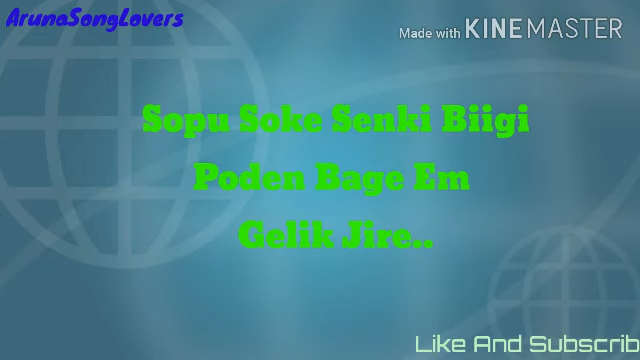 ArunaSongLovers
Made with KINEMASTER
Sopu Soke Senki Biigi
Poden Bage Em
Gelik Jire..
Like And Subscrib